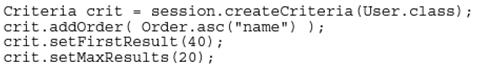 Criteria crit = session.createCriteria(User.class);
crit.addOrder( Order.asc("name") );
crit.setFirstResult(40);
crit.setMaxResults(20);